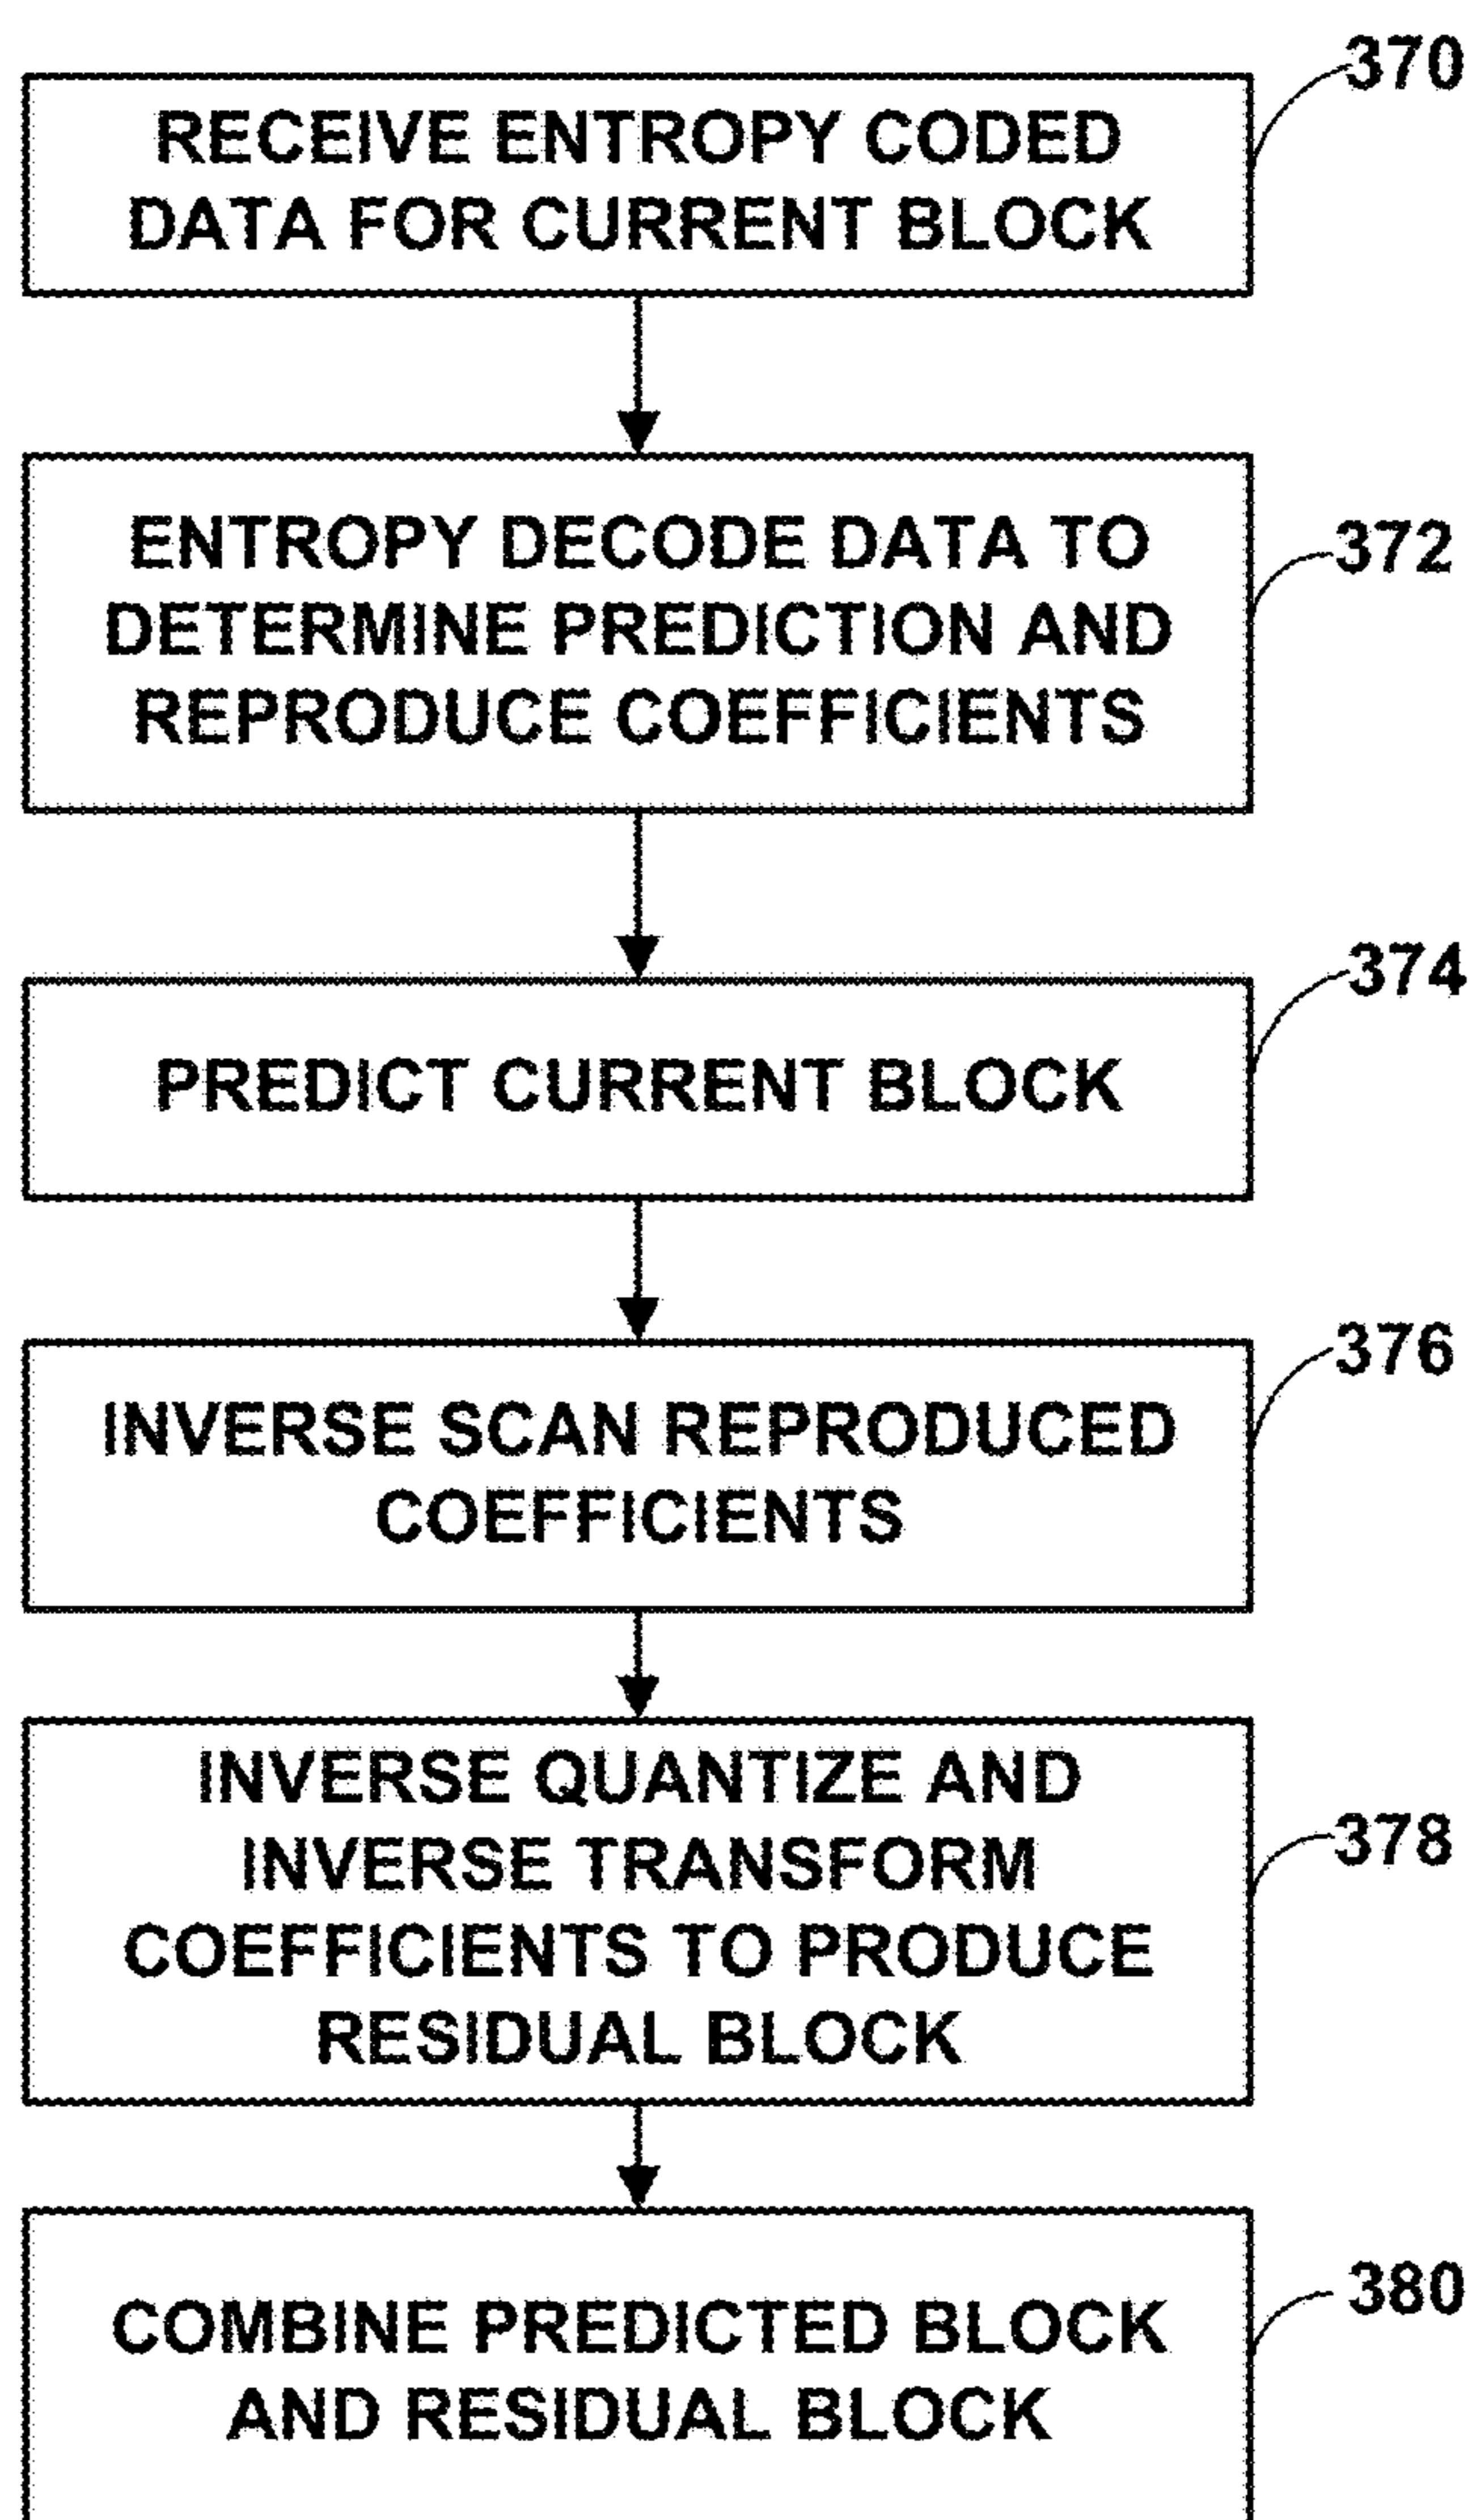 370
RECEIVE ENTROPY CODED
DATA FOR CURRENT BLOCK
372
ENTROPY DECODE DATA TO
DETERMINE PREDICTION AND
REPRODUCE COEFFICIENTS
374
PREDICT CURRENT BLOCK
376
INVERSE SCAN REPRODUCED
COEFFICIENTS
378
INVERSE QUANTIZE AND
INVERSE TRANSFORM
COEFFICIENTS TO PRODUCE
RESIDUAL BLOCK
380
COMBINE PREDICTED BLOCK
AND RESIDUAL BLOCK